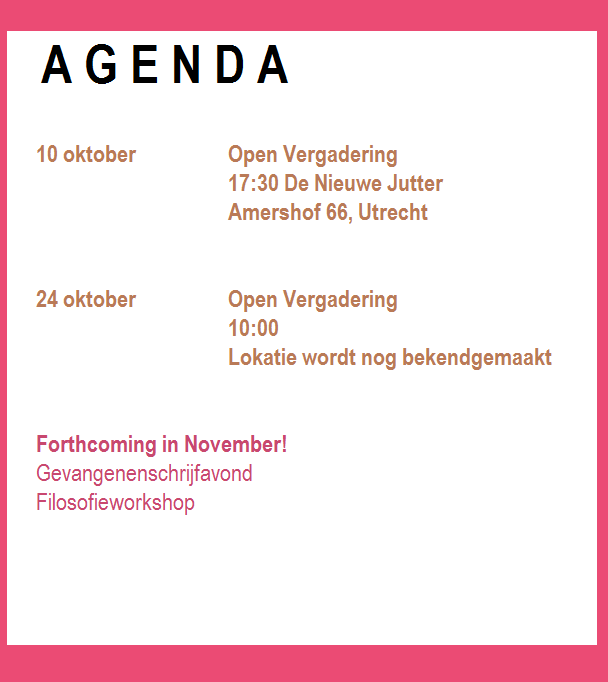 AGENDA
10 oktober
Open Vergadering
17:30 De Nieuwe Jutter
Amershof 66, Utrecht
24 oktober
Open Vergadering
10:00
Lokatie wordt nog bekendgemaakt
Forthcoming in November!
Gevangenenschrijfavond
Filosofieworkshop